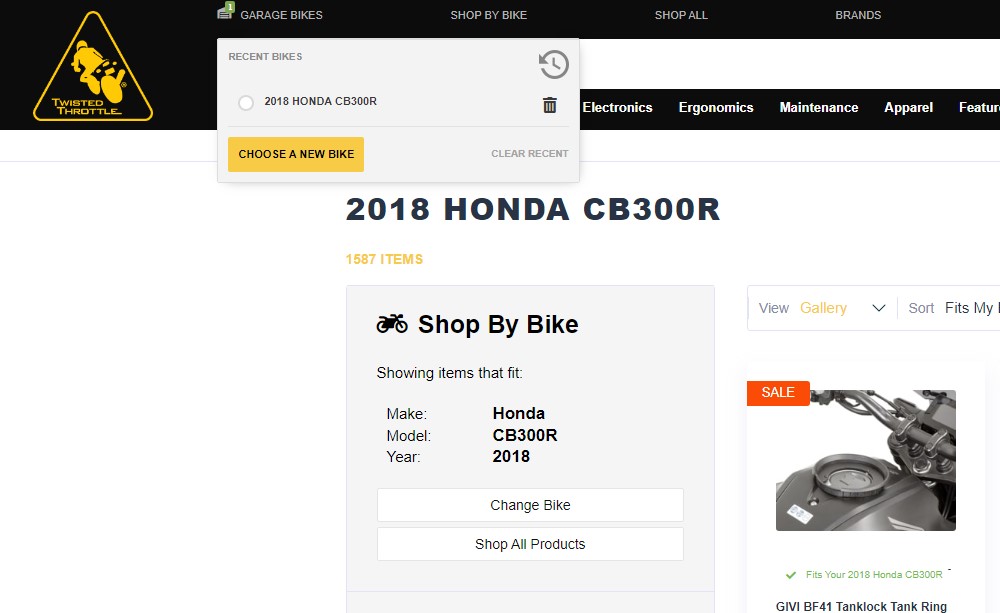 1
GARAGE BIKES
SHOP BY BIKE
SHOP ALL
BRANDS
TWISTED
THROTTLE
RECENT BIKES
2018 HONDA CB300R
CHOOSE A NEW BIKE
CLEAR RECENT
Electronics
Ergonomics
Maintenance
Apparel
Featur
2018 HONDA CB300R
1587 ITEMS
Shop By Bike
Showing items that fit:
Make: Honda
Model: CB300R
Year: 2018
Change Bike
Shop All Products
View Gallery
Sort Fits My
SALE
Fits Your 2018 Honda CB300R
GIVI BF41 Tanklock Tank Ring